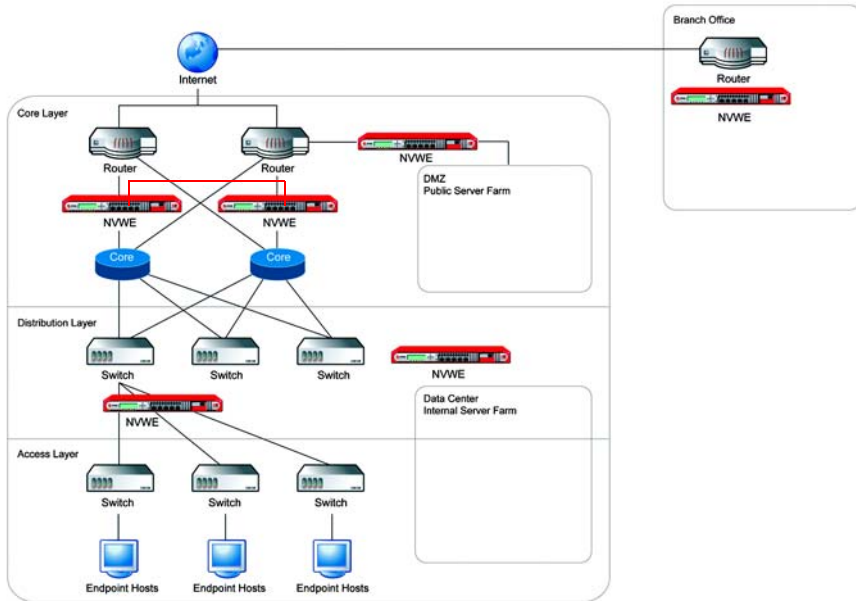 Branch Office
Router
NVWE
Internet
Core Layer
Router
Router
NVWE
DMZ
Public Server Farm
NVWE
NVWE
Core
Core
Distribution Layer
Switch
Switch
Switch
NVWE
NVWE
Data Center
Internal Server Farm
Access Layer
Switch
Switch
Switch
Endpoint Hosts
Endpoint Hosts
Endpoint Hosts